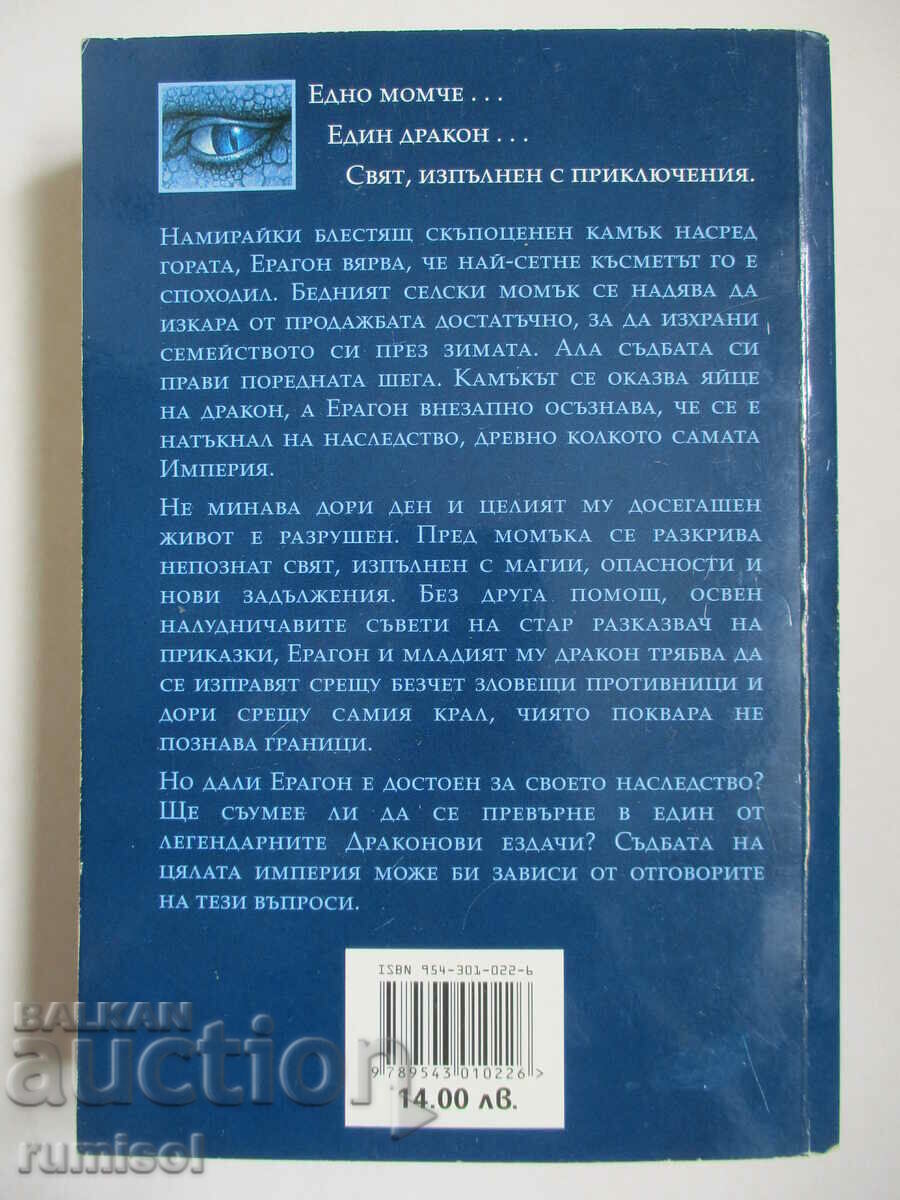 Едно момче . . .
Един дракон . . .
Свят, изпълнен с приключения.
Намирайки блестящ скъпоценен камък насред
гората, Ерагон вярва, че най-сетне късметът го е
споходил. Бедният селски момък се надява да
изкара от продажбата достатъчно, за да изхрани
семейството си през зимата. Ала съдбата си
прави поредната шега. Камъкът се оказва яйце
на дракон, а Ерагон внезапно осъзнава, че се е
натъкнал на наследство, древно колкото самата
Империя.
Не минава дори ден и целият му досегашен
живот е разрушен. Пред момъка се разкрива
непознат свят, изпълнен с магии, опасности и
нови задължения. Без друга помощ, освен
налудничавите съвети на стар разказвач на
приказки, Ерагон и младият му дракон трябва да
се изправят срещу безчет зловещи противници и
дори срещу самия крал, чиято поквара не
познава граници.
Но дали Ерагон е достоен за своето наследство?
Ще съумее ли да се превърне в един от
легендарните Драконови ездачи? Съдбата на
цялата империя може би зависи от отговорите
на тези въпроси.
ISBN 954-301-022-6
9 789543 010226 >
14.00 лв.
BALKAN
auction
rumisol